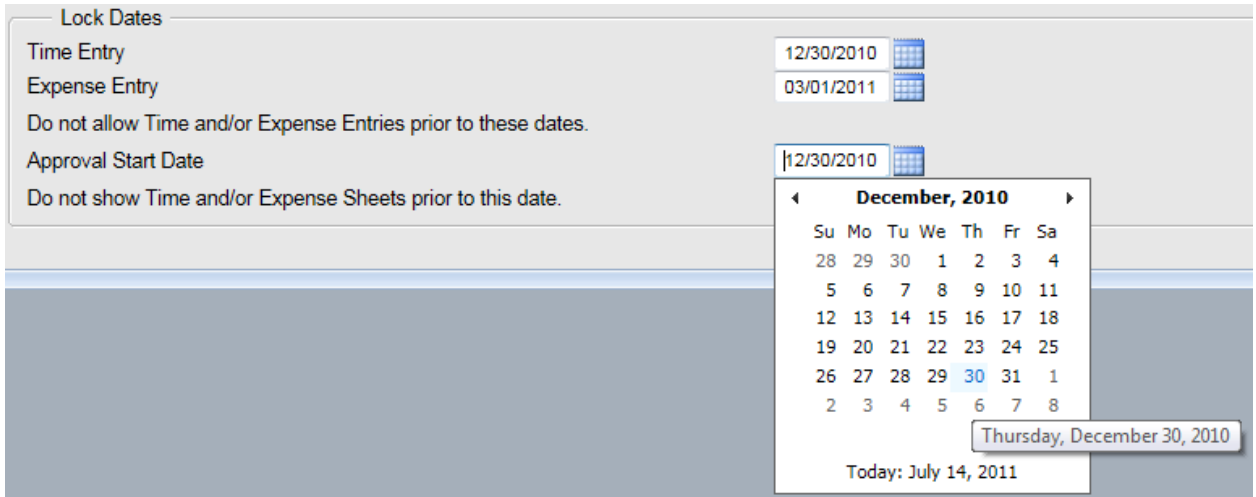 Lock Dates
Time Entry 12/30/2010
Expense Entry 03/01/2011
Do not allow Time and/or Expense Entries prior to these dates.
Approval Start Date 12/30/2010
Do not show Time and/or Expense Sheets prior to this date.
December, 2010
Su Mo Tu We Th Fr Sa
28 29 30 1 2 3 4
5 6 7 8 9 10 11
12 13 14 15 16 17 18
19 20 21 22 23 24 25
26 27 28 29 30 31 1
2 3 4 5 6 7 8
Thursday, December 30, 2010
Today: July 14, 2011